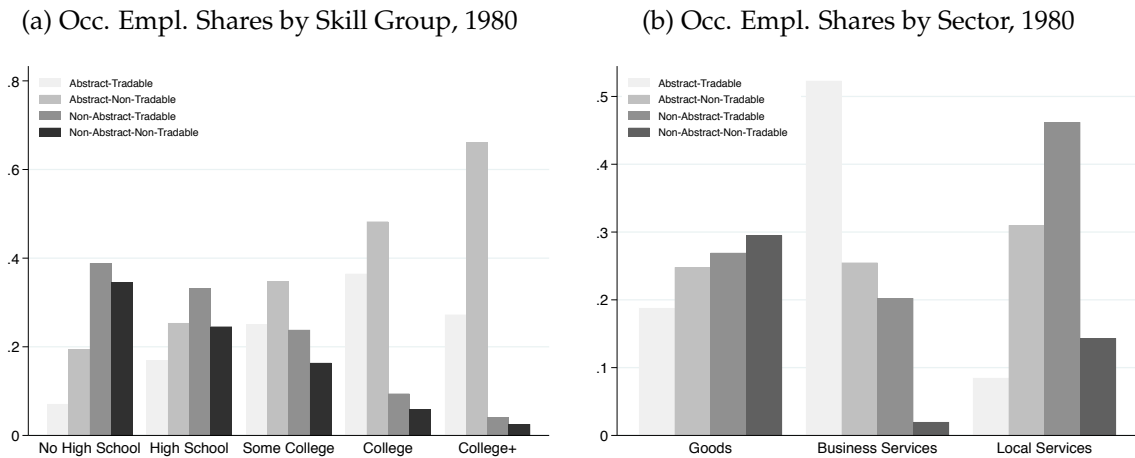 (a) Occ. Empl. Shares by Skill Group, 1980
.8
.6
.4
.2
0
Abstract-Tradable
Abstract-Non-Tradable
Non-Abstract-Tradable
Non-Abstract-Non-Tradable
No High School
High School
Some College
College
College+
(b) Occ. Empl. Shares by Sector, 1980
.5
.4
.3
.2
.1
0
Abstract-Tradable
Abstract-Non-Tradable
Non-Abstract-Tradable
Non-Abstract-Non-Tradable
Goods
Business Services
Local Services